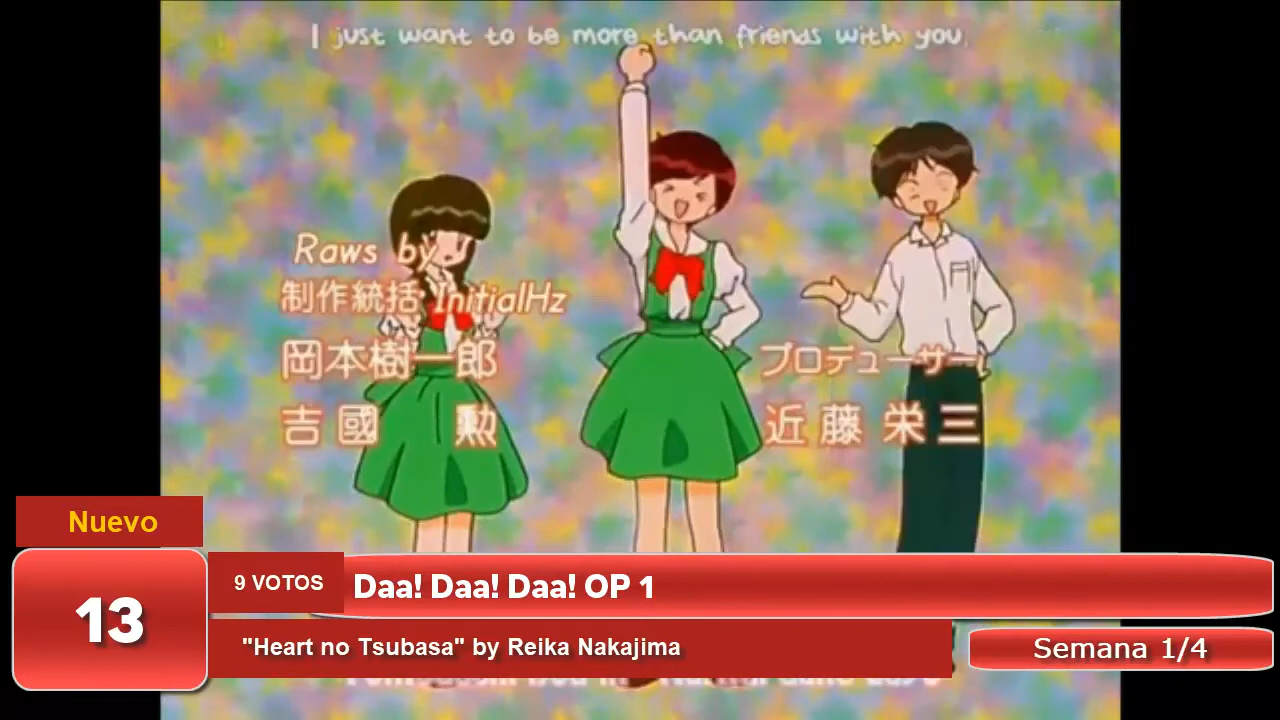 I just want to be more than friends with you
Raws by
制作統括 InitialHz
岡本樹一郎
吉國 勲
プロデューサー
近藤 栄三
Nuevo
13
9 VOTOS
Daa! Daa! Daa! OP 1
"Heart no Tsubasa" by Reika Nakajima
Semana 1/4